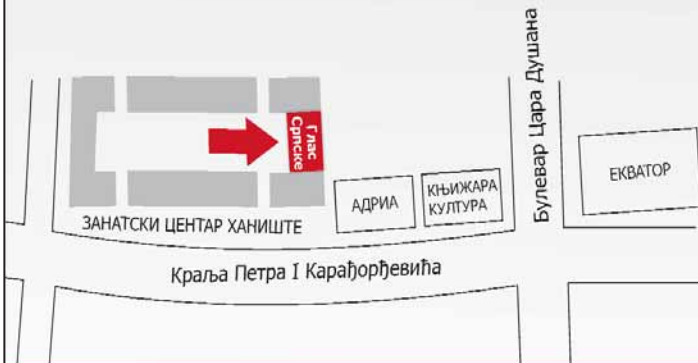 Булевар Цара Душана
Глас
Српске
ЕКВАТОР
АДРИА
КЊИЖАРА
КУЛТУРА
ЗАНАТСКИ ЦЕНТАР ХАНИШТЕ
Краља Петра I Карађорђевића